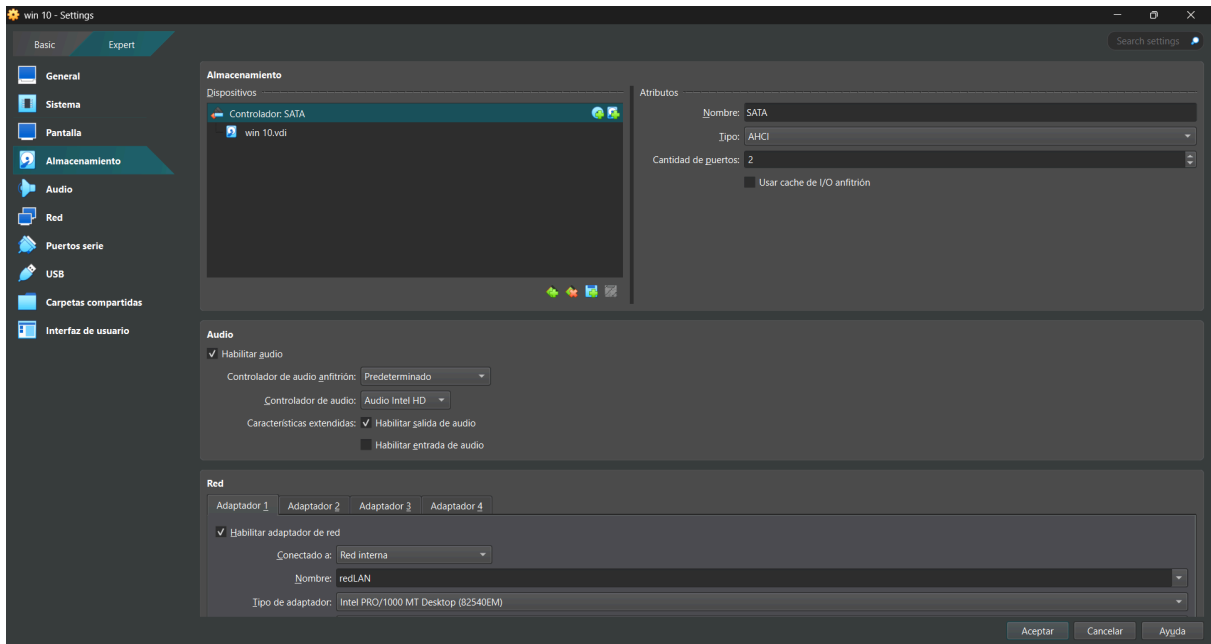 win 10 - Settings
Basic Expert Search settings
General
Sistema
Pantalla
Almacenamiento
Audio
Red
Puertos serie
USB
Carpetas compartidas
Interfaz de usuario
Almacenamiento
Dispositivos
Controlador: SATA
win 10.vdi
Atributos
Nombre: SATA
Tipo: AHCI
Cantidad de puertos: 2
Usar cache de I/O anfitrión
Audio
Habilitar audio
Controlador de audio anfitrión: Predeterminado
Controlador de audio: Audio Intel HD
Características extendidas: Habilitar salida de audio
Habilitar entrada de audio
Red
Adaptador 1 Adaptador 2 Adaptador 3 Adaptador 4
Habilitar adaptador de red
Conectado a: Red interna
Nombre: redLAN
Tipo de adaptador: Intel PRO/1000 MT Desktop (82540EM)
Aceptar Cancelar Ayuda